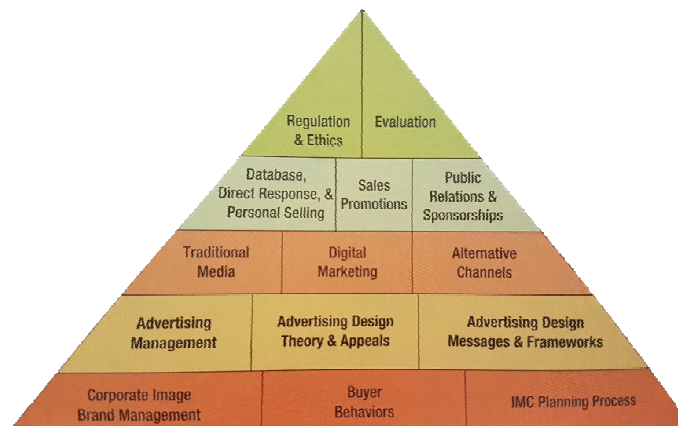 Regulation
& Ethics
Evaluation
Database,
Direct Response, &
Personal Selling
Sales
Promotions
Public
Relations &
Sponsorships
Traditional
Media
Digital
Marketing
Alternative
Channels
Advertising
Management
Advertising Design
Theory & Appeals
Advertising Design
Messages & Frameworks
Corporate Image
Brand Management
Buyer
Behaviors
IMC Planning Process